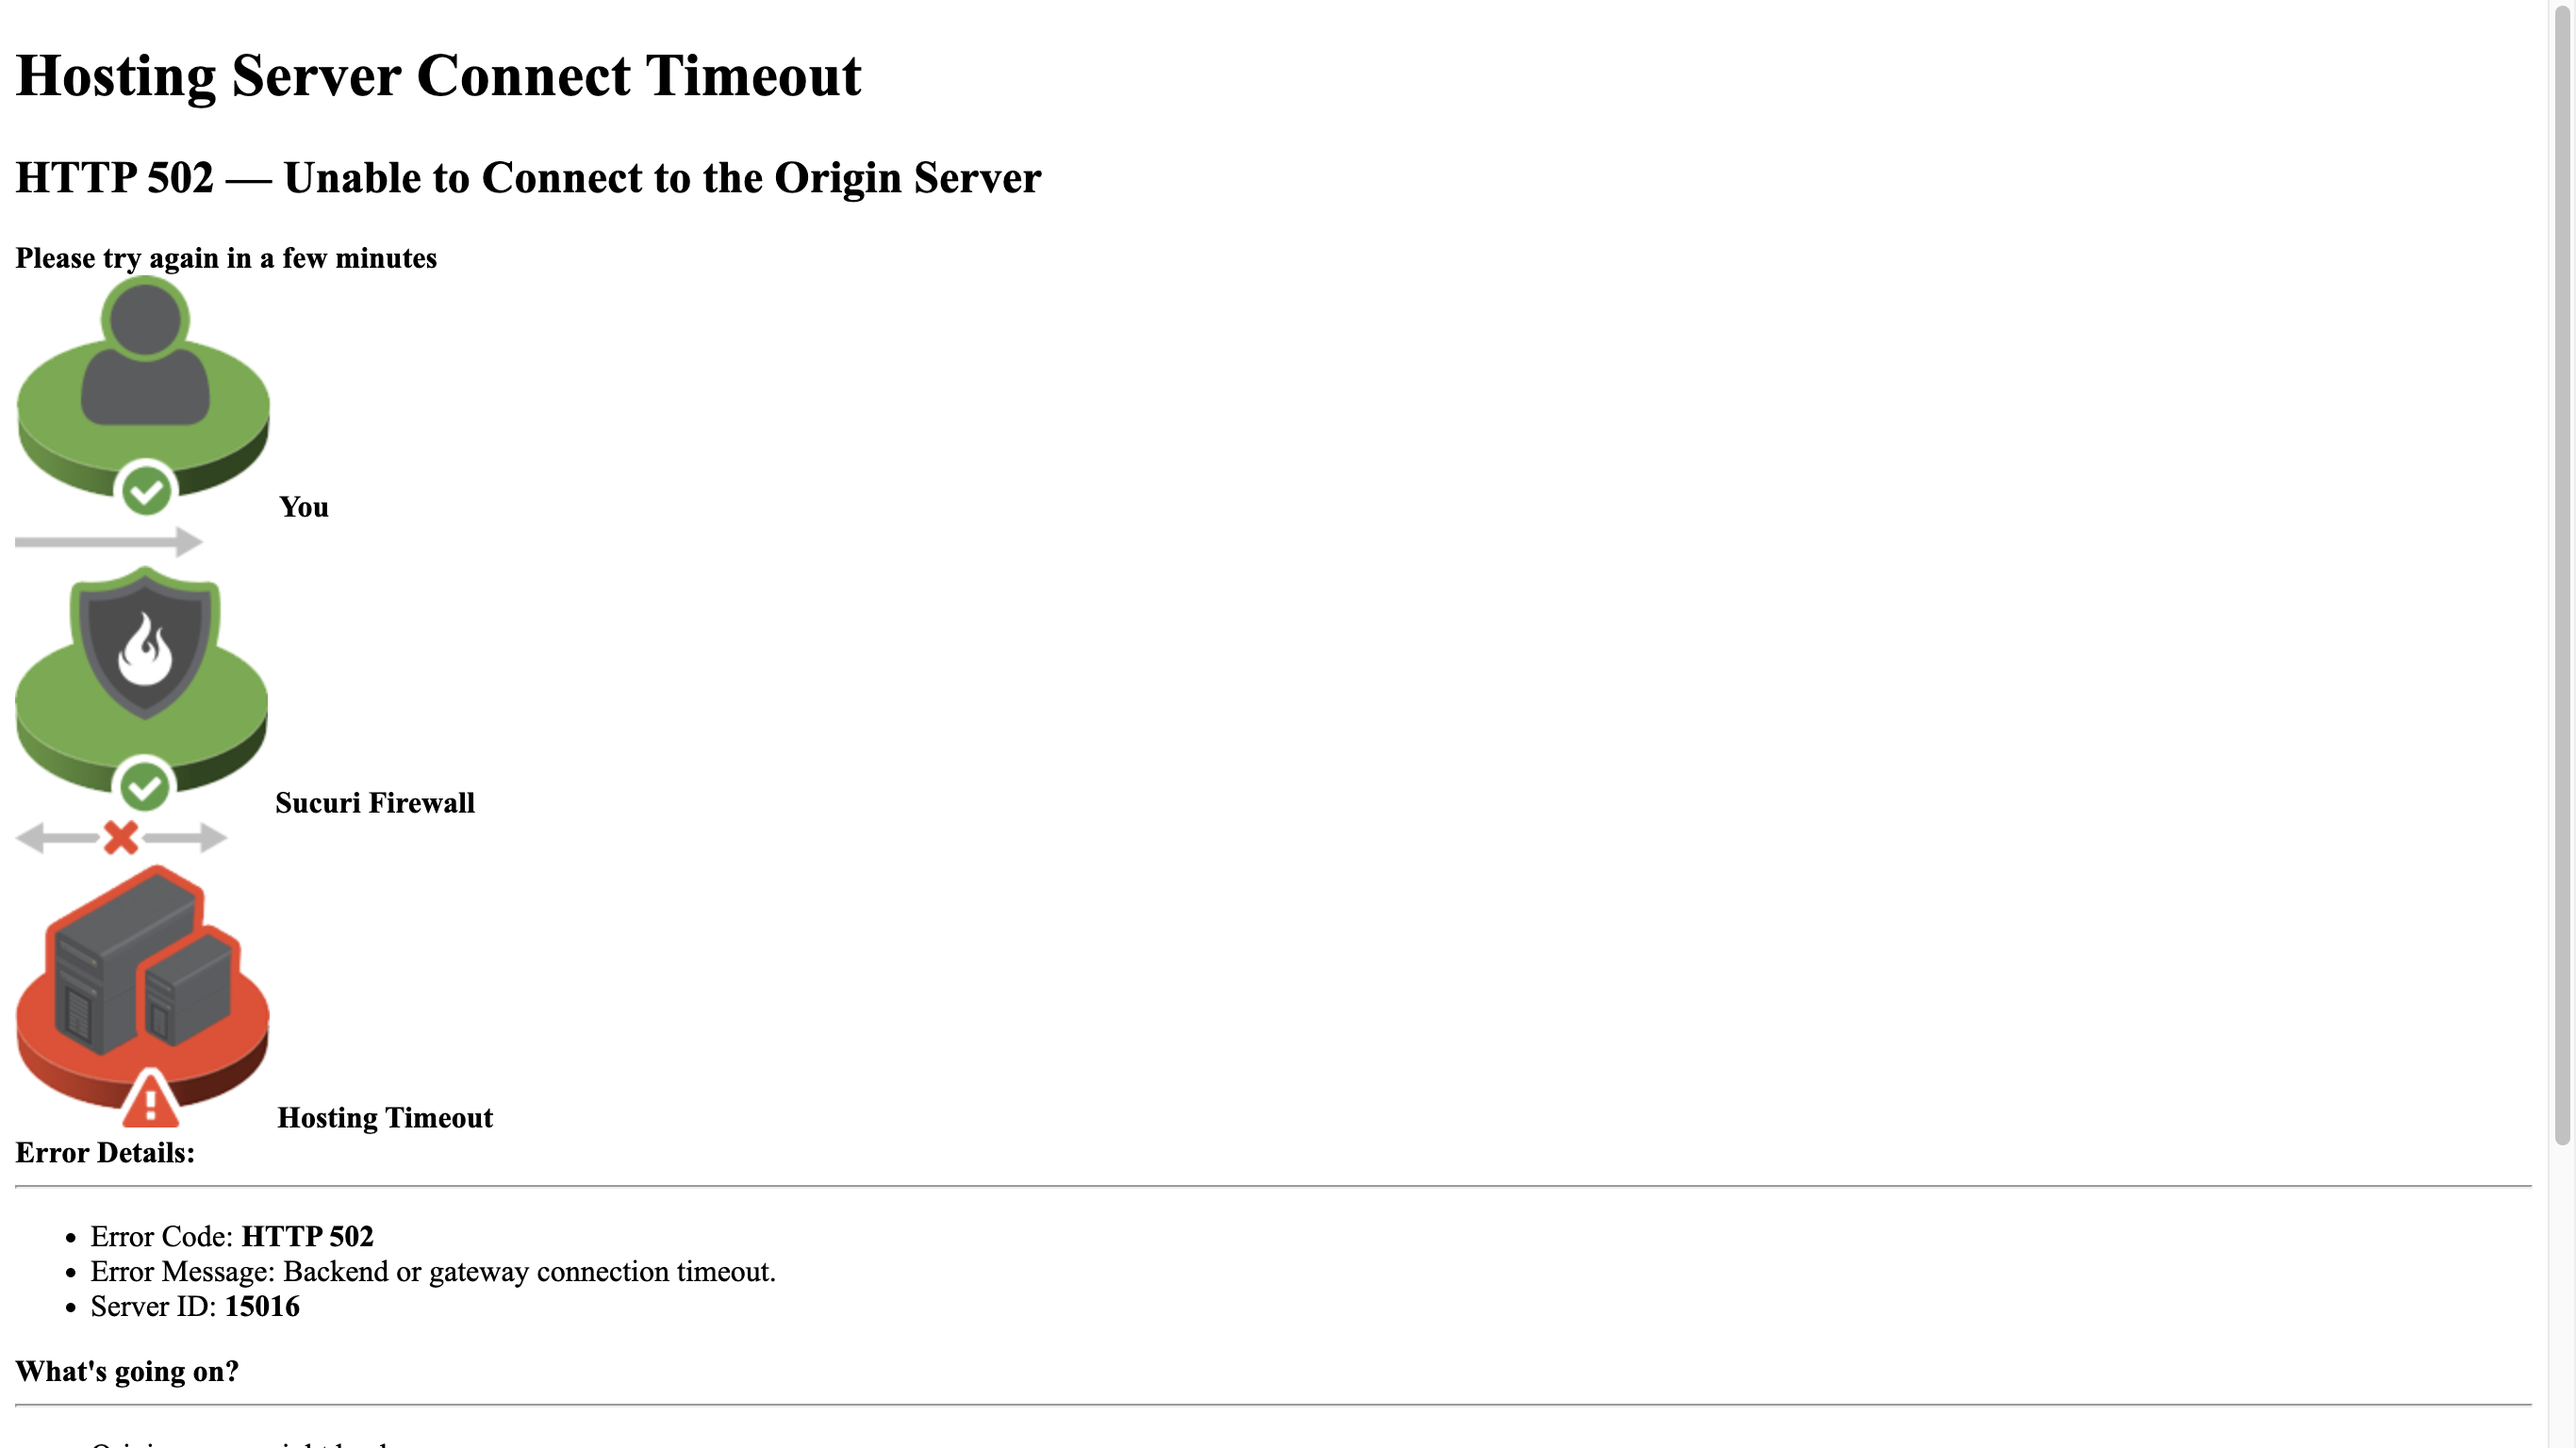 Hosting Server Connect Timeout
HTTP 502 — Unable to Connect to the Origin Server
Please try again in a few minutes
You
Sucuri Firewall
Hosting Timeout
Error Details:
Error Code: HTTP 502
Error Message: Backend or gateway connection timeout.
Server ID: 15016
What's going on?